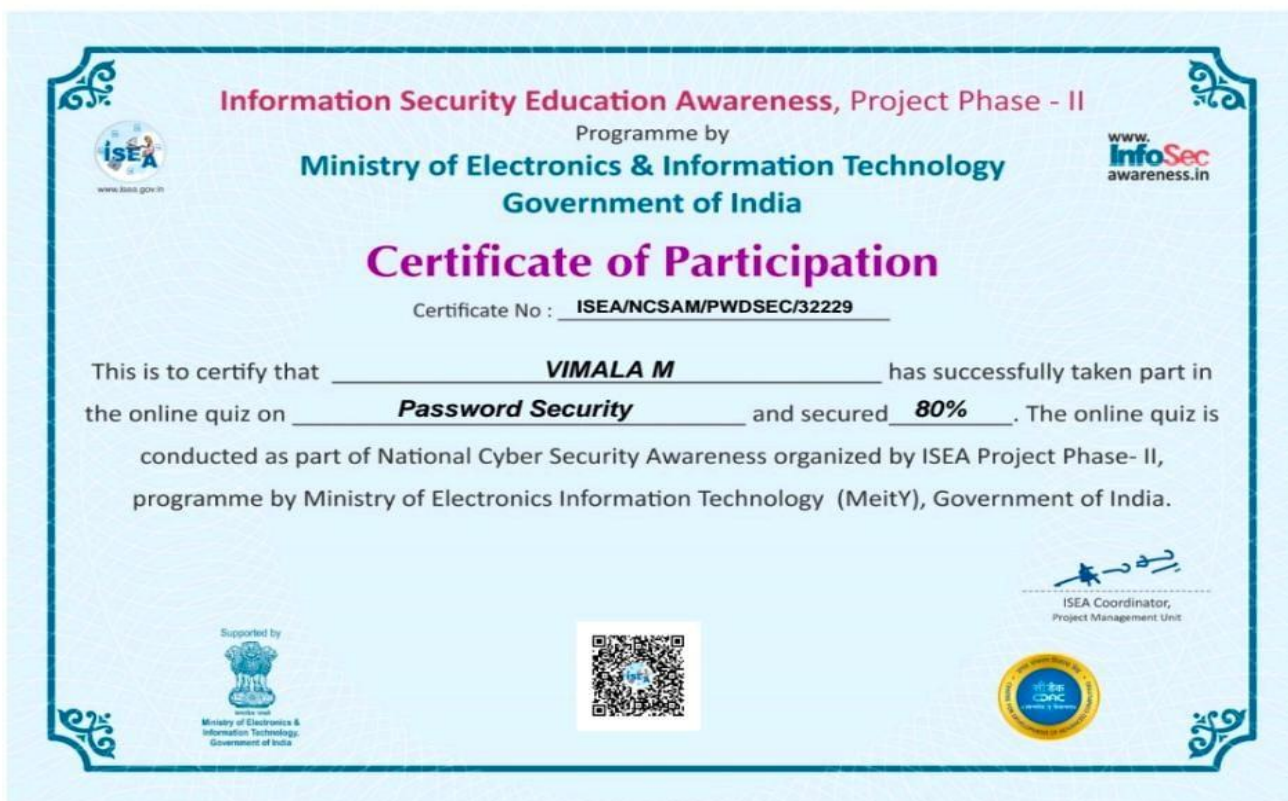 Information Security Education Awareness, Project Phase - II
Programme by
Ministry of Electronics & Information Technology
Government of India
iSEA
www.isea.gov.in
www.
InfoSec
awareness.in
Certificate of Participation
Certificate No : ISEA/NCSAM/PWDSEC/32229
This is to certify that VIMALA M has successfully taken part in
the online quiz on Password Security and secured 80% . The online quiz is
conducted as part of National Cyber Security Awareness organized by ISEA Project Phase- II,
programme by Ministry of Electronics Information Technology (MeitY), Government of India.
ISEA Coordinator,
Project Management Unit
Supported by
Ministry of Electronics &
Information Technology,
Government of India
iSEA
सी डैक
CDAC